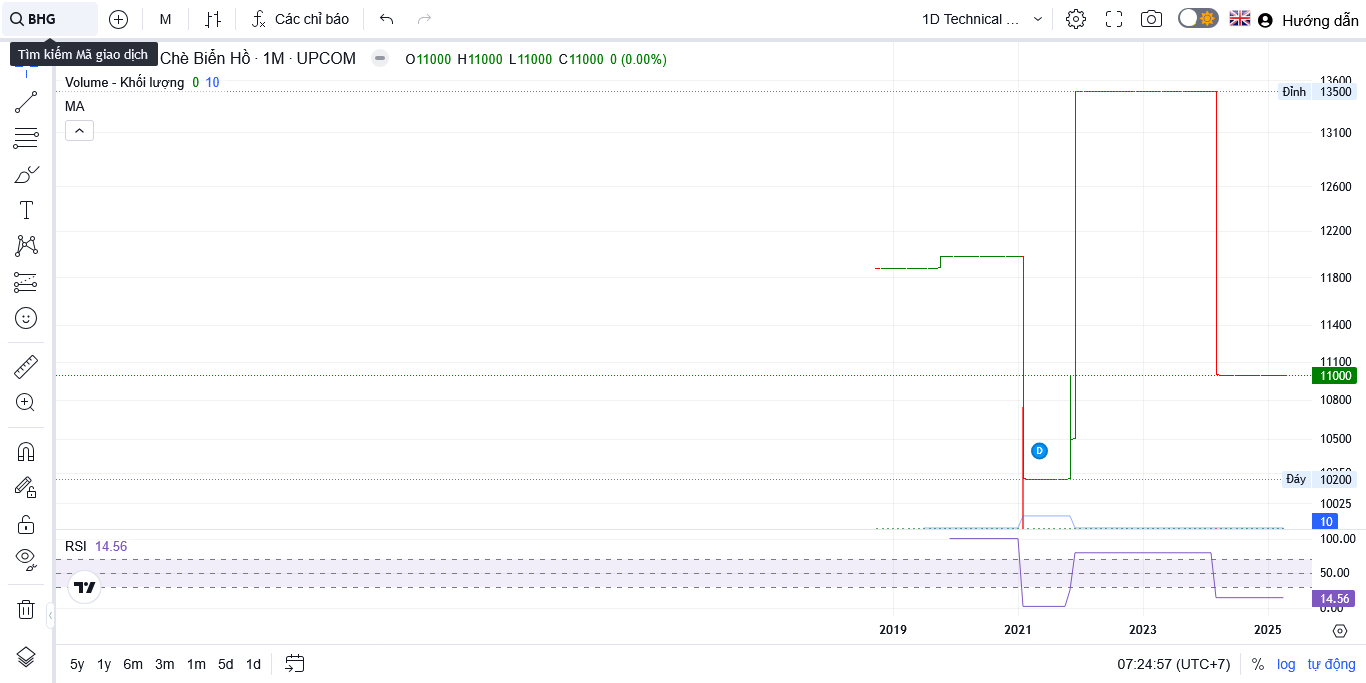 BHG
M
Các chỉ báo
1D Technical ...
Hướng dẫn
Tìm kiếm Mã giao dịch
Chè Biển Hồ · 1M · UPCOM
O11000 H11000 L11000 C11000 0 (0.00%)
Volume - Khối lượng 0 10
MA
13600
Đỉnh 13500
13100
12600
12200
11800
11400
11100
11000
10800
10500
D
10250
Đáy 10200
10025
10
RSI 14.56
100.00
50.00
14.56
0.00
2019 2021 2023 2025
5y 1y 6m 3m 1m 5d 1d
07:24:57 (UTC+7) % log tự động